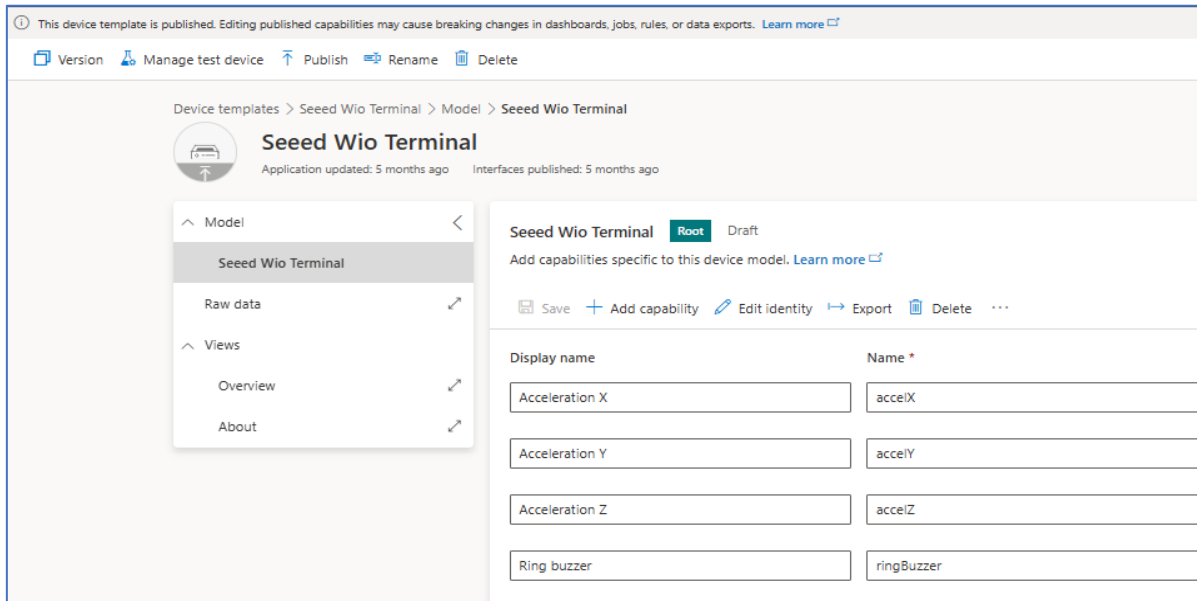 This device template is published. Editing published capabilities may cause breaking changes in dashboards, jobs, rules, or data exports. Learn more
Version Manage test device Publish Rename Delete
Device templates > Seeed Wio Terminal > Model > Seeed Wio Terminal
Seeed Wio Terminal
Application updated: 5 months ago Interfaces published: 5 months ago
Model
Seeed Wio Terminal
Raw data
Views
Overview
About
Seeed Wio Terminal Root Draft
Add capabilities specific to this device model. Learn more
Save Add capability Edit identity Export Delete ...
Display name Name *
Acceleration X accelX
Acceleration Y accelY
Acceleration Z accelZ
Ring buzzer ringBuzzer